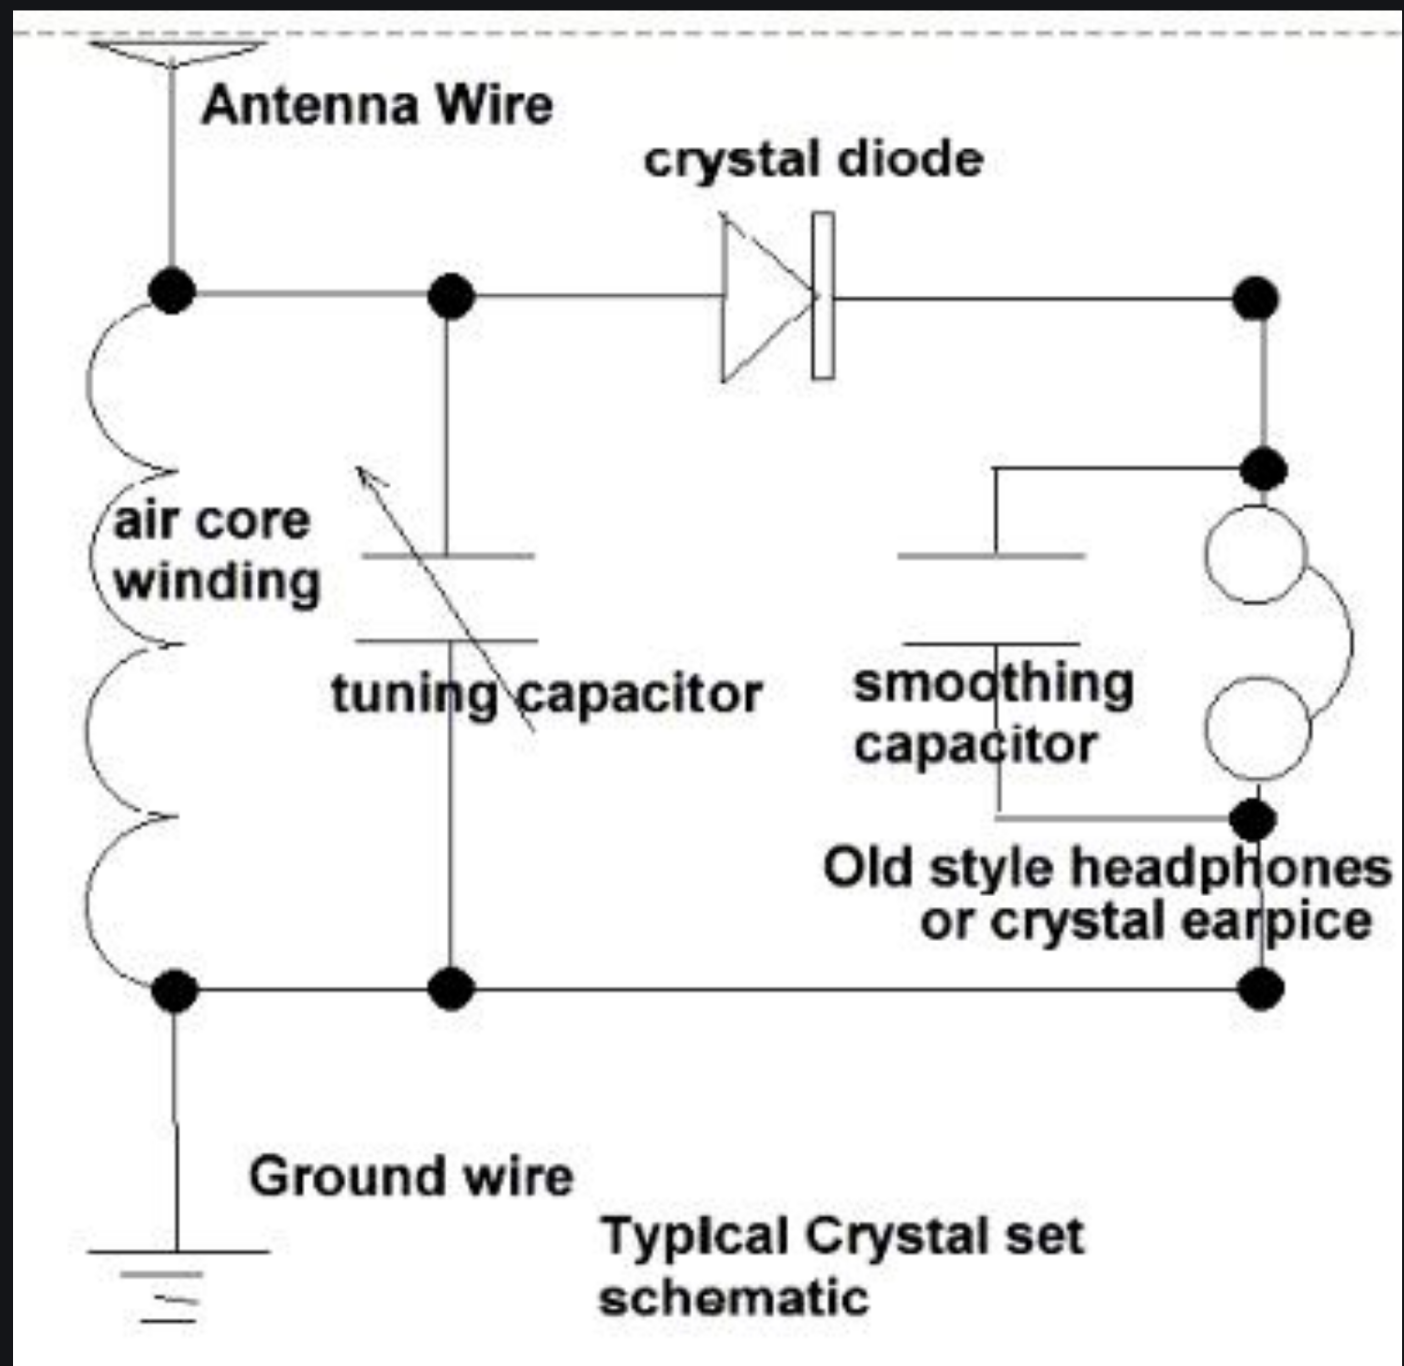 Antenna Wire
crystal diode
air core
winding
tuning capacitor
smoothing
capacitor
Old style headphones
or crystal earpice
Ground wire
Typical Crystal set
schematic